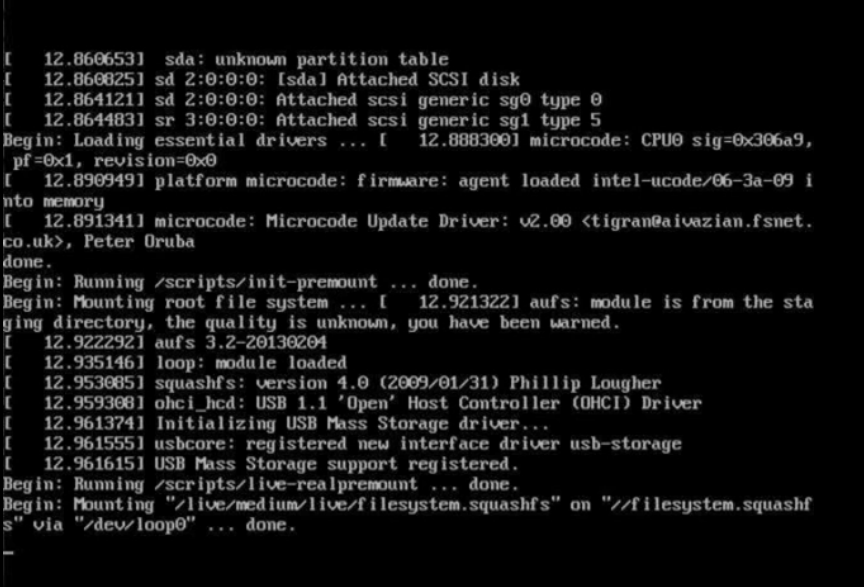 [   12.860653]  sda: unknown partition table
[   12.860825] sd 2:0:0:0: [sda] Attached SCSI disk
[   12.864121] sd 2:0:0:0: Attached scsi generic sg0 type 0
[   12.864483] sr 3:0:0:0: Attached scsi generic sg1 type 5
Begin: Loading essential drivers ... [   12.888300] microcode: CPU0 sig=0x306a9,
 pf=0x1, revision=0x0
[   12.890949] platform microcode: firmware: agent loaded intel-ucode/06-3a-09 i
nto memory
[   12.891341] microcode: Microcode Update Driver: v2.00 <tigran@aivazian.fsnet.
co.uk>, Peter Oruba
done.
Begin: Running /scripts/init-premount ... done.
Begin: Mounting root file system ... [   12.921322] aufs: module is from the sta
ging directory, the quality is unknown, you have been warned.
[   12.922292] aufs 3.2-20130204
[   12.935146] loop: module loaded
[   12.953085] squashfs: version 4.0 (2009/01/31) Phillip Lougher
[   12.959308] ohci_hcd: USB 1.1 'Open' Host Controller (OHCI) Driver
[   12.961374] Initializing USB Mass Storage driver...
[   12.961555] usbcore: registered new interface driver usb-storage
[   12.961615] USB Mass Storage support registered.
Begin: Running /scripts/live-realpremount ... done.
Begin: Mounting "/live/medium/live/filesystem.squashfs" on "//filesystem.squashf
s" via "/dev/loop0" ... done.